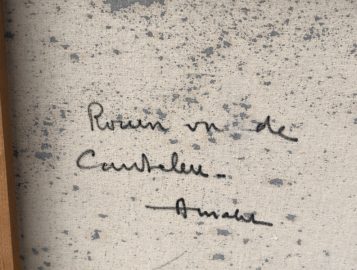 Rouen vu de
Canteleu -